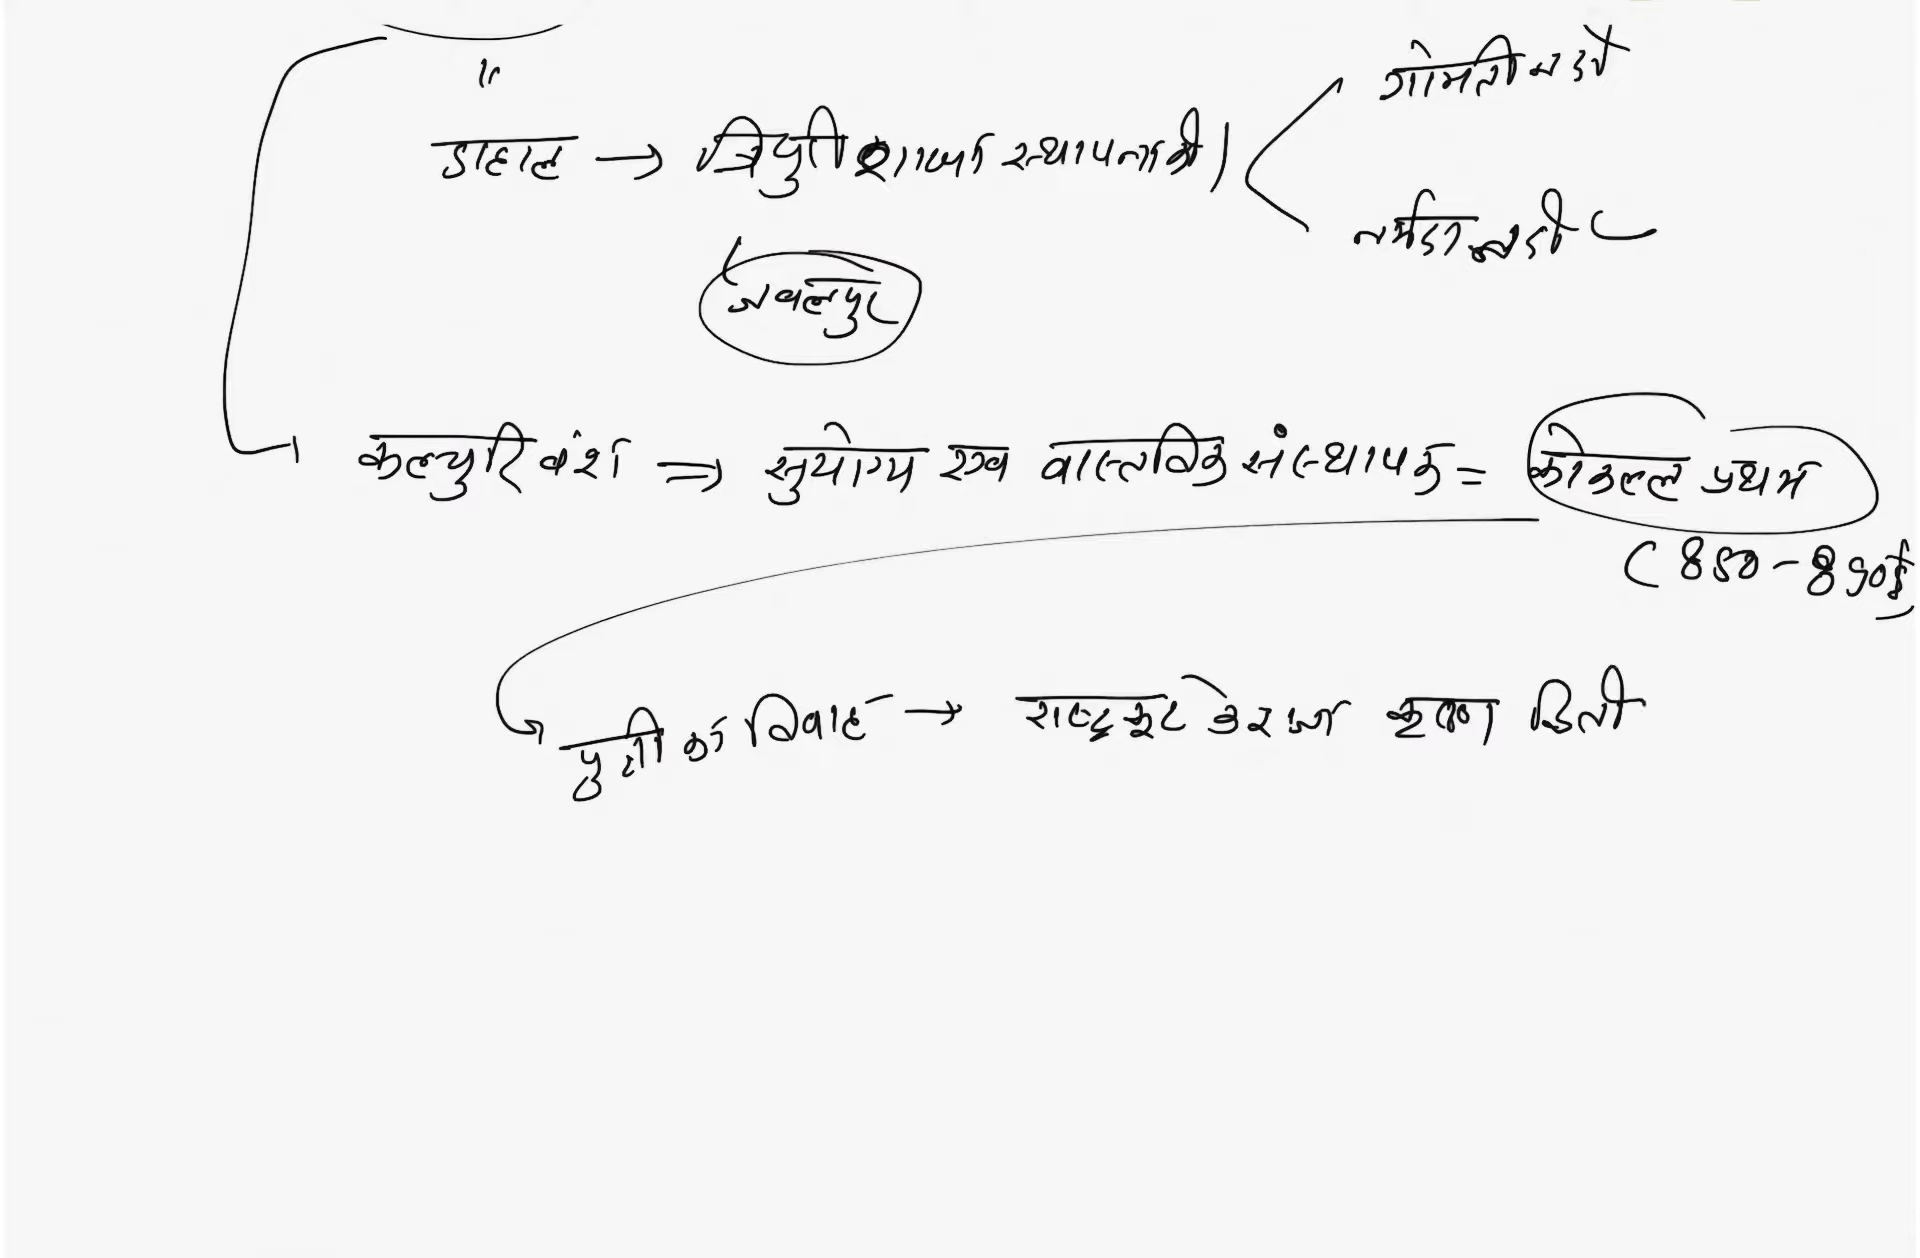 गोमती नदी
डाहाल → त्रिपुरी शाखा स्थापना की।
नर्मदा नदी
जबलपुर
कल्चुरि वंश ⇒ सुयोग्य एवं वास्तविक संस्थापक = कोकल्ल प्रथम
(850-890ई)
पुत्री का विवाह → राष्ट्रकूट कृष्ण द्विती